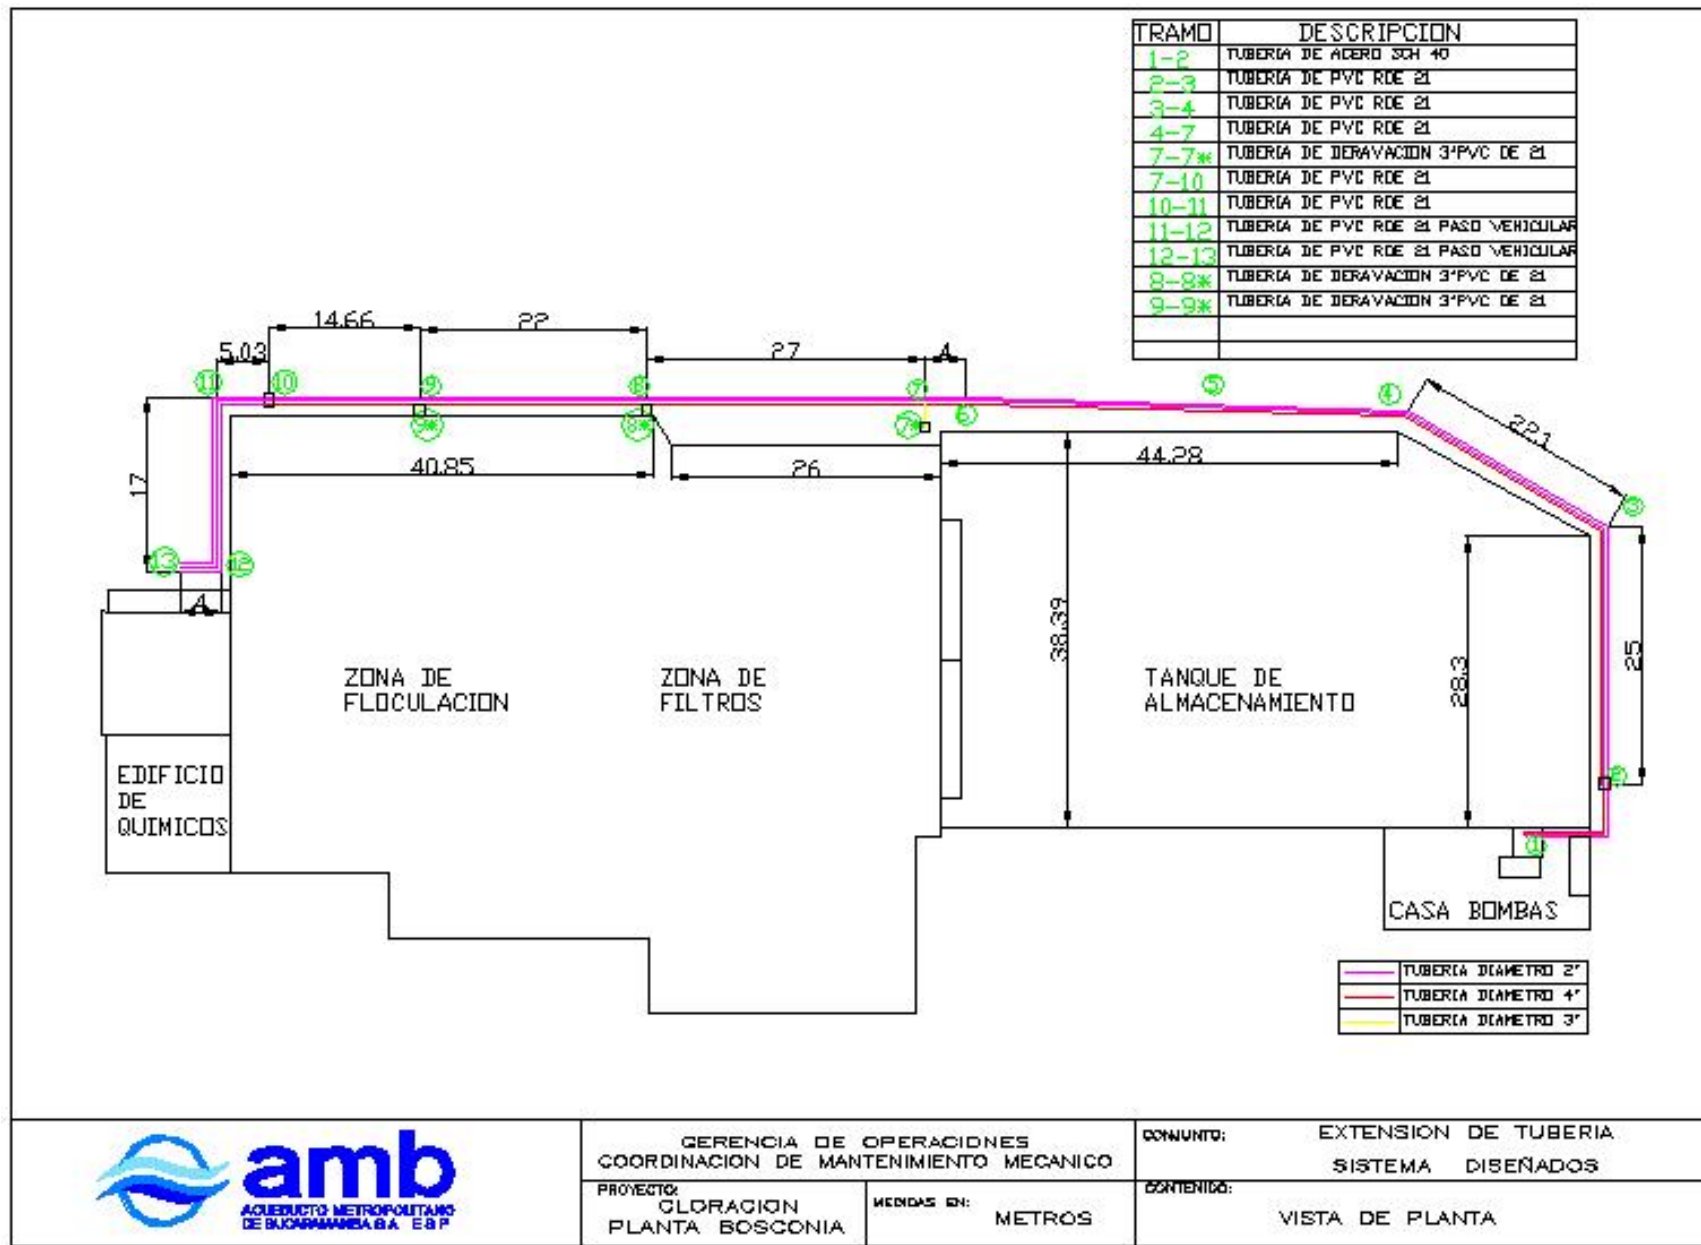 TRAMO DESCRIPCION
1-2 TUBERIA DE ACERO SCH 40
2-3 TUBERIA DE PVC RDE 21
3-4 TUBERIA DE PVC RDE 21
4-7 TUBERIA DE PVC RDE 21
7-7* TUBERIA DE DERAVACION 3"PVC DE 21
7-10 TUBERIA DE PVC RDE 21
10-11 TUBERIA DE PVC RDE 21
11-12 TUBERIA DE PVC RDE 21 PASO VEHICULAR
12-13 TUBERIA DE PVC RDE 21 PASO VEHICULAR
8-8* TUBERIA DE DERAVACION 3"PVC DE 21
9-9* TUBERIA DE DERAVACION 3"PVC DE 21
14.66 22
5.03 27 4
11 10 9 8 7 6 5 4
9* 8* 7*
22.1
3
40.85 26 44.28
17
13 12
4
38.39
28.3
25
2
1
ZONA DE
FLOCULACION
ZONA DE
FILTROS
TANQUE DE
ALMACENAMIENTO
EDIFICIO
DE
QUIMICOS
CASA BOMBAS
TUBERIA DIAMETRO 2"
TUBERIA DIAMETRO 4"
TUBERIA DIAMETRO 3"
amb
ACUEDUCTO METROPOLITANO
DE BUCARAMANGA S.A. E S P
GERENCIA DE OPERACIONES
COORDINACION DE MANTENIMIENTO MECANICO
PROYECTO:
CLORACION
PLANTA BOSCONIA
MEDIDAS EN:
METROS
CONJUNTO:
EXTENSION DE TUBERIA
SISTEMA DISEÑADOS
CONTENIDO:
VISTA DE PLANTA